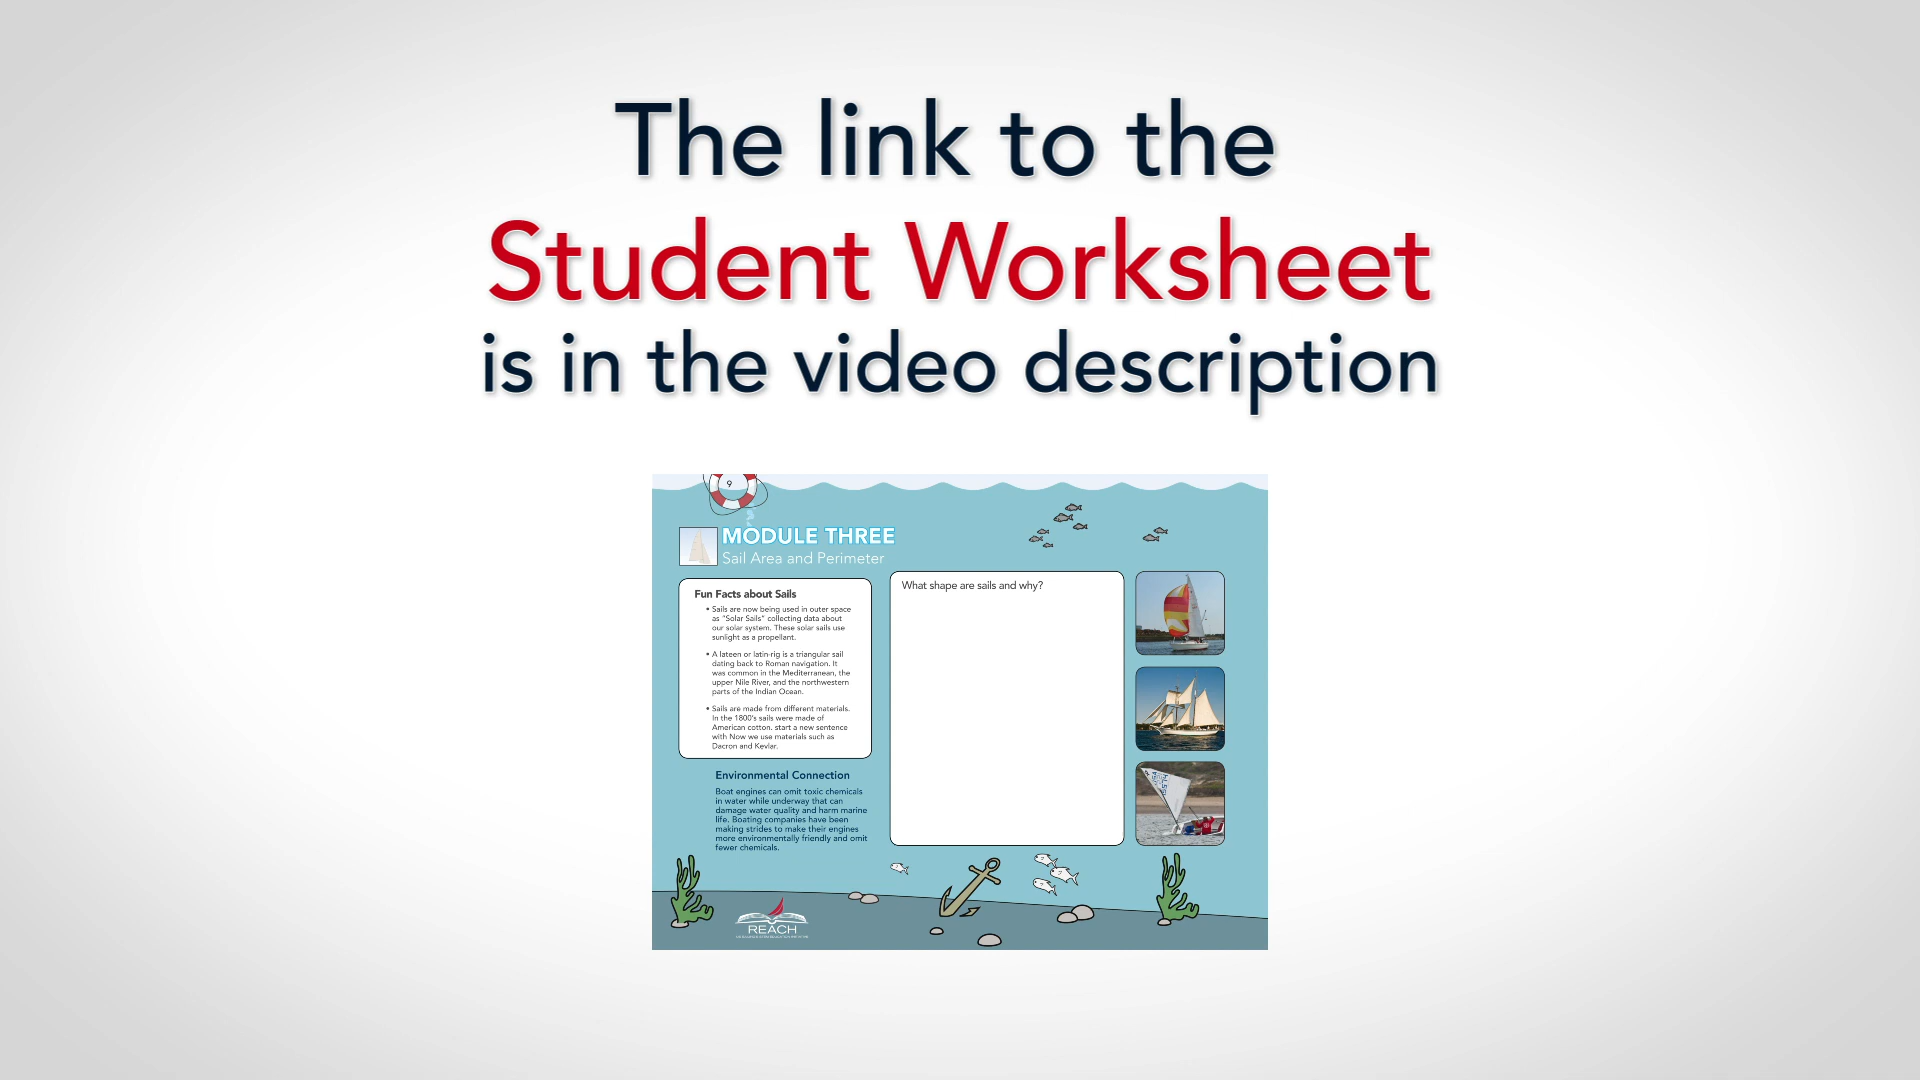 The link to the
Student Worksheet
is in the video description
9
MODULE THREE
Sail Area and Perimeter
Fun Facts about Sails
• Sails are now being used in outer space
as "Solar Sails" collecting data about
our solar system. These solar sails use
sunlight as a propellant.
• A lateen or latin-rig is a triangular sail
dating back to Roman navigation. It
was common in the Mediterranean, the
upper Nile River, and the northwestern
parts of the Indian Ocean.
• Sails are made from different materials.
In the 1800's sails were made of
American cotton. start a new sentence
with Now we use materials such as
Dacron and Kevlar.
Environmental Connection
Boat engines can omit toxic chemicals
in water while underway that can
damage water quality and harm marine
life. Boating companies have been
making strides to make their engines
more environmentally friendly and omit
fewer chemicals.
What shape are sails and why?
REACH